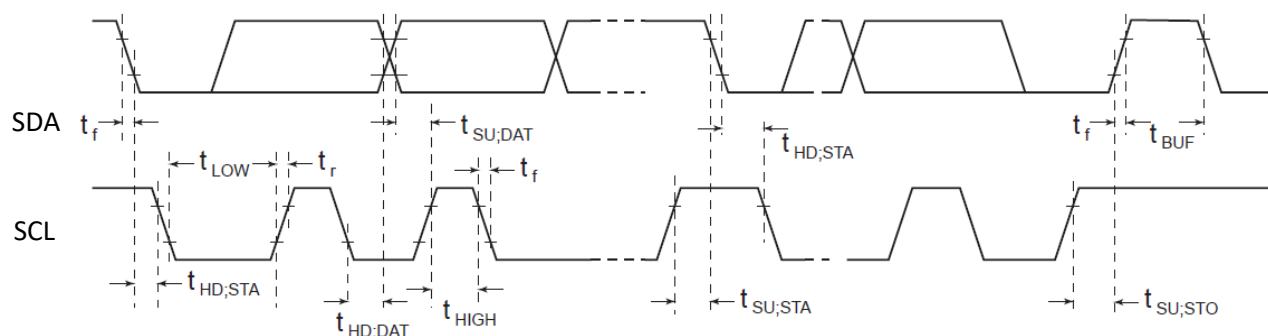 SDA
t f
t SU;DAT
t HD;STA
t f
t BUF
t LOW
t r
t f
SCL
t HD;STA
t HD;DAT
t HIGH
t SU;STA
t SU;STO